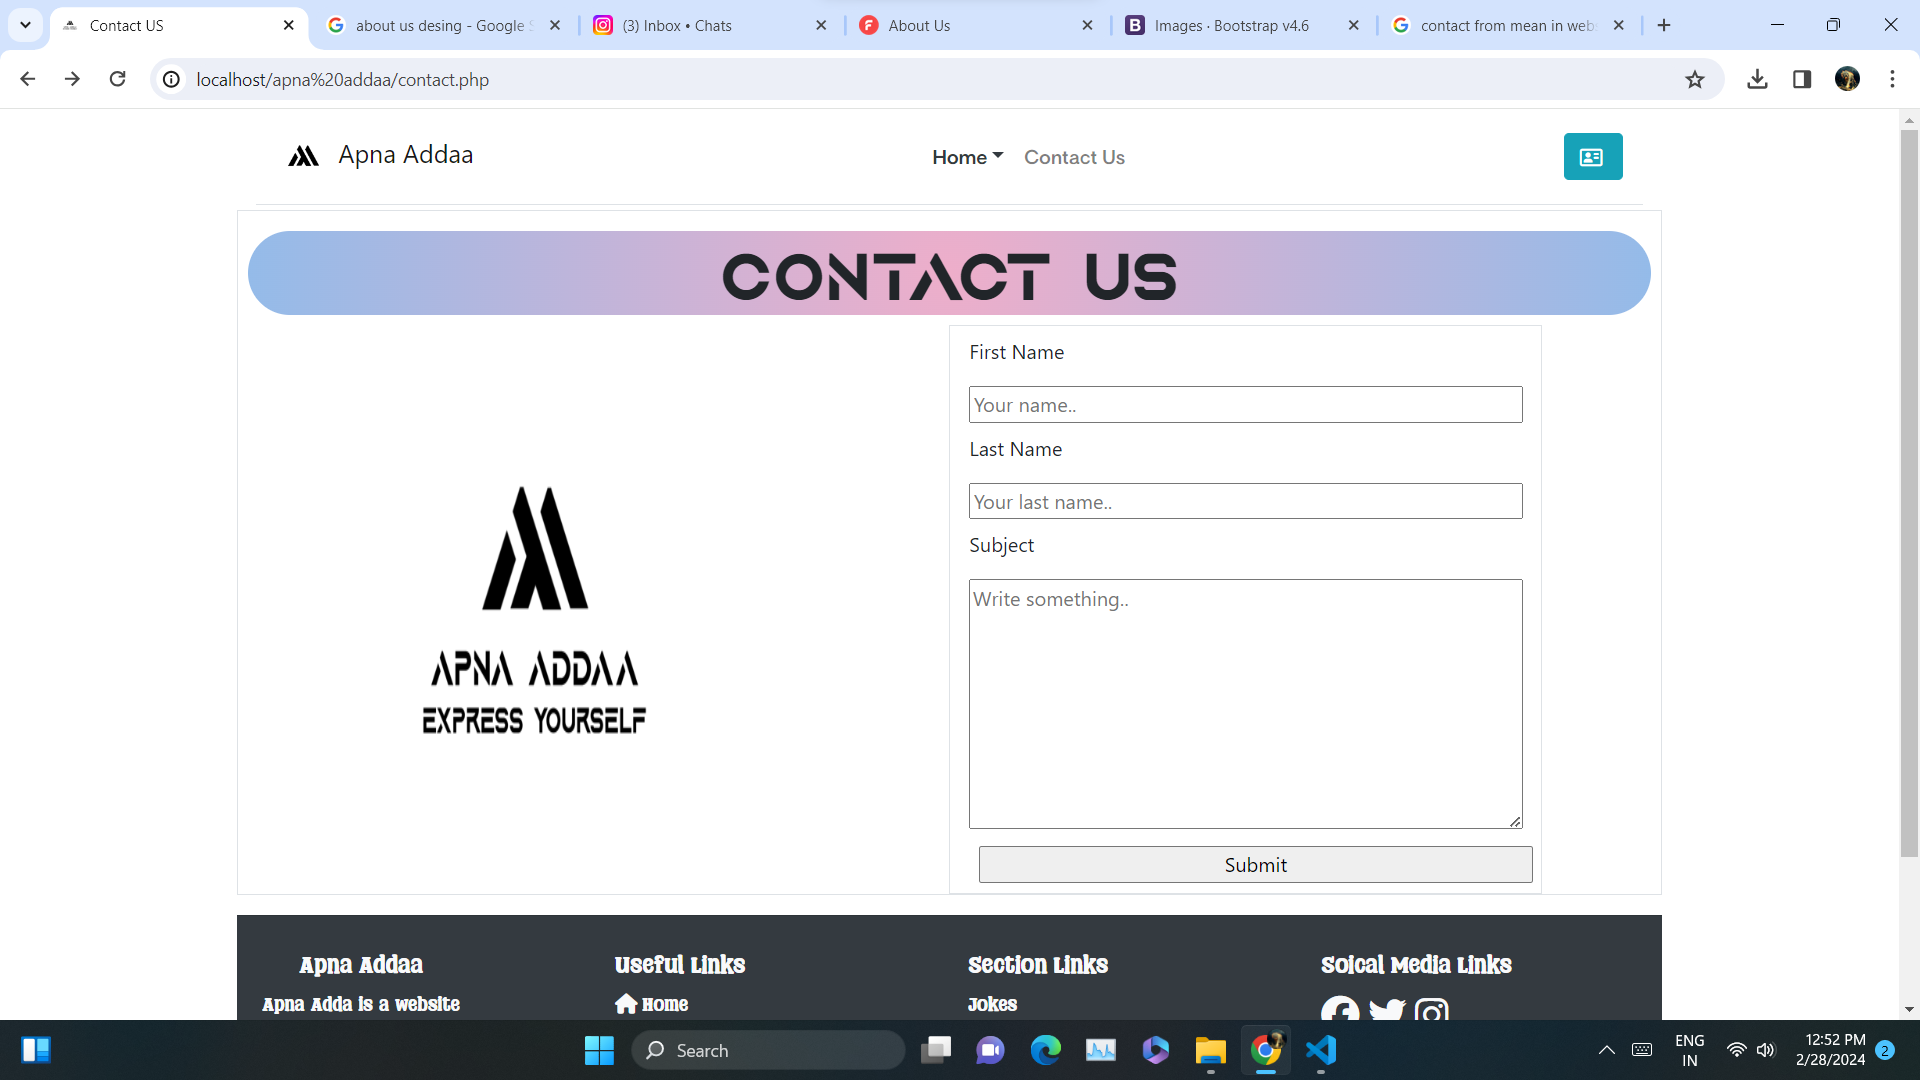 Contact US
about us desing - Google S
(3) Inbox • Chats
About Us
Images · Bootstrap v4.6
contact from mean in web
localhost/apna%20addaa/contact.php
Apna Addaa
Home
Contact Us
CONTACT US
First Name
Your name..
Last Name
Your last name..
Subject
Write something..
APNA ADDAA
EXPRESS YOURSELF
Submit
Apna Addaa
Useful Links
Section Links
Soical Media Links
Apna Adda is a website
Home
Jokes
Search
ENG
IN
12:52 PM
2/28/2024
2